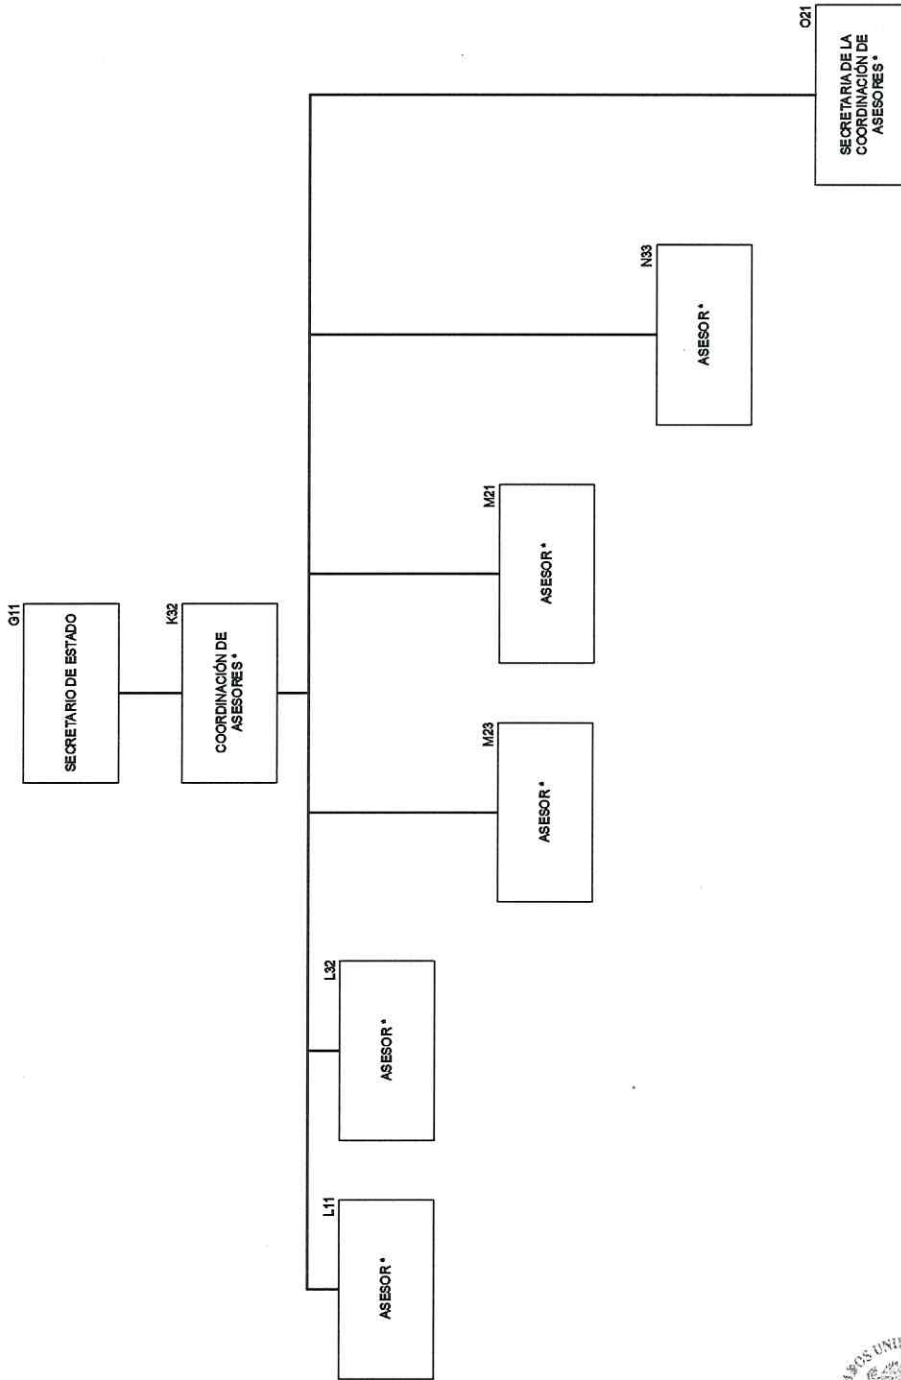 G11
SECRETARIO DE ESTADO
K32
COORDINACIÓN DE
ASESORES *
L11
ASESOR *
L32
ASESOR *
M23
ASESOR *
M21
ASESOR *
N33
ASESOR *
O21
SECRETARIA DE LA
COORDINACIÓN DE
ASESORES *